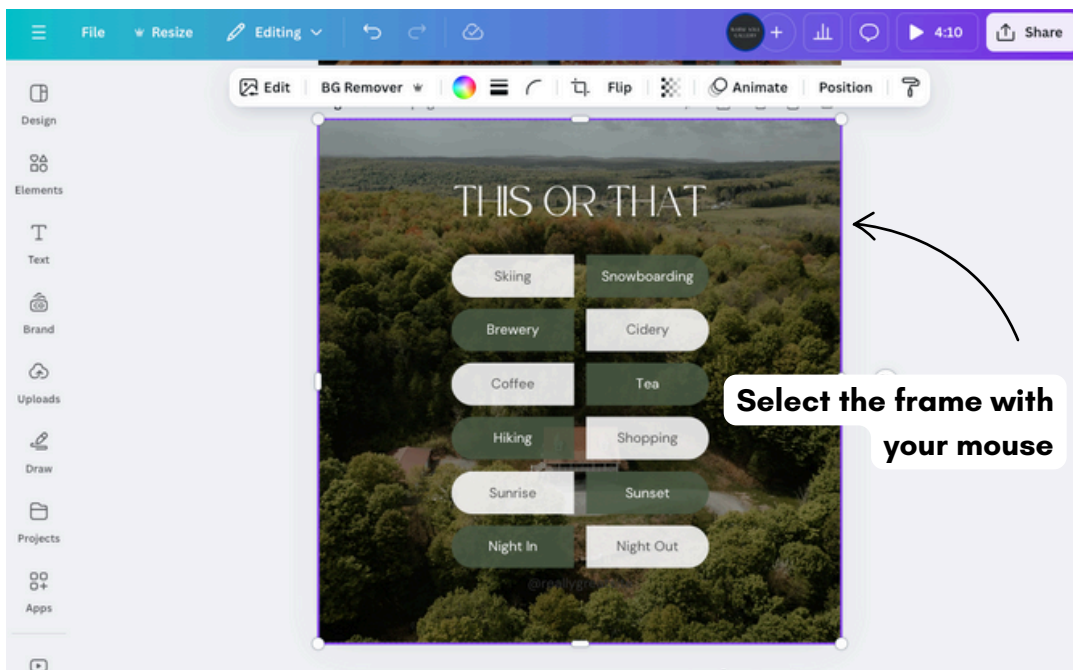 File Resize Editing 4:10 Share
Edit BG Remover Flip Animate Position
Design
Elements
Text
Brand
Uploads
Draw
Projects
Apps
THIS OR THAT
Skiing Snowboarding
Brewery Cidery
Coffee Tea
Hiking Shopping
Sunrise Sunset
Night In Night Out
Select the frame with
your mouse